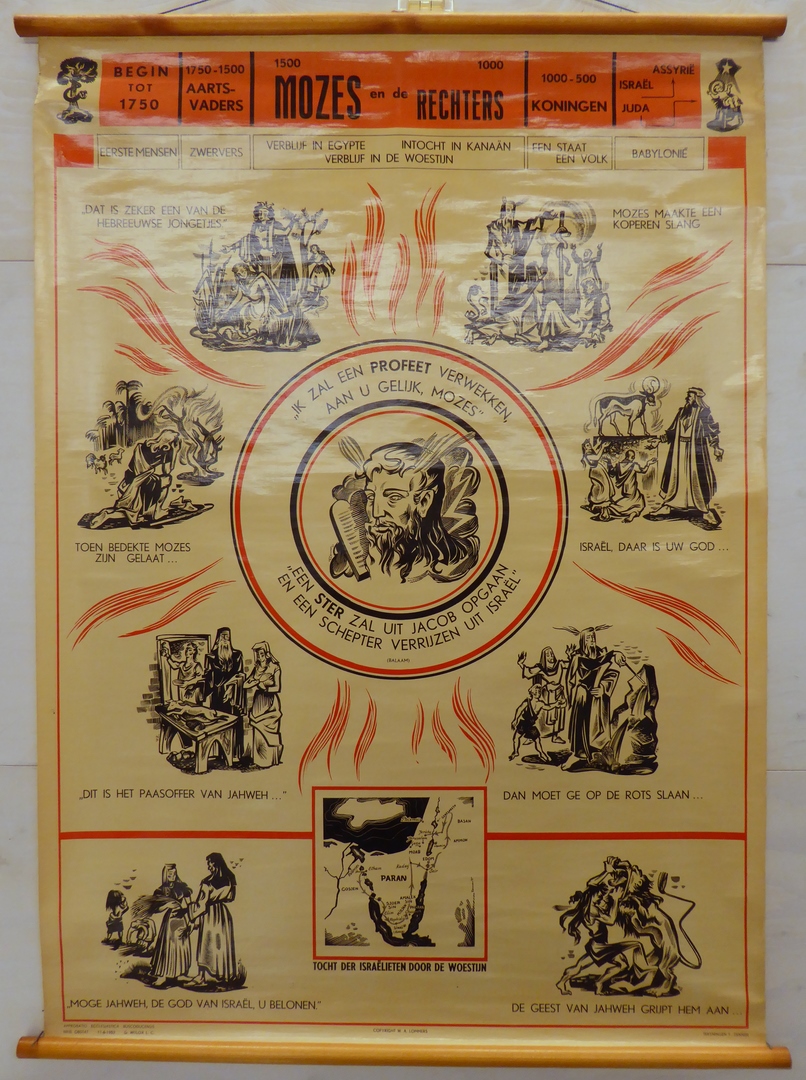 BEGIN
TOT
1750
1750-1500
AARTS-
VADERS
1500
1000
MOZES en de RECHTERS
1000-500
KONINGEN
ASSYRIË
ISRAËL
JUDA
EERSTE MENSEN
ZWERVERS
VERBLIJF IN EGYPTE INTOCHT IN KANAÄN
VERBLIJF IN DE WOESTIJN
EEN STAAT
EEN VOLK
BABYLONIË
„DAT IS ZEKER EEN VAN DE
HEBREEUWSE JONGETJES"
MOZES MAAKTE EEN
KOPEREN SLANG
„IK ZAL EEN PROFEET VERWEKKEN,
AAN U GELIJK, MOZES"
TOEN BEDEKTE MOZES
ZIJN GELAAT...
ISRAËL, DAAR IS UW GOD...
„EEN STER ZAL UIT JACOB OPGAAN
EN EEN SCHEPTER VERRIJZEN UIT ISRAËL"
(BALAAM)
„DIT IS HET PAASOFFER VAN JAHWEH..."
DAN MOET GE OP DE ROTS SLAAN...
BASAN
AMMON
MOAB
EDOM
PARAN
GOSEN
TOCHT DER ISRAËLIETEN DOOR DE WOESTIJN
„MOGE JAHWEH, DE GOD VAN ISRAËL, U BELONEN."
DE GEEST VAN JAHWEH GRIJPT HEM AAN...